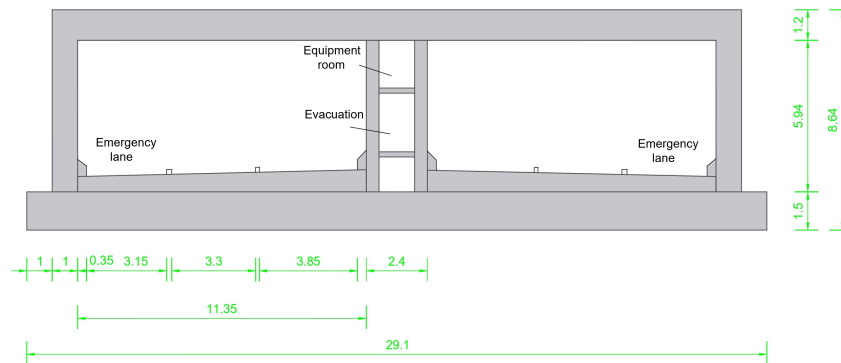 Equipment
room
1.2
Evacuation
5.94
8.64
Emergency
lane
Emergency
lane
1.5
1 1 0.35 3.15 3.3 3.85 2.4
11.35
29.1